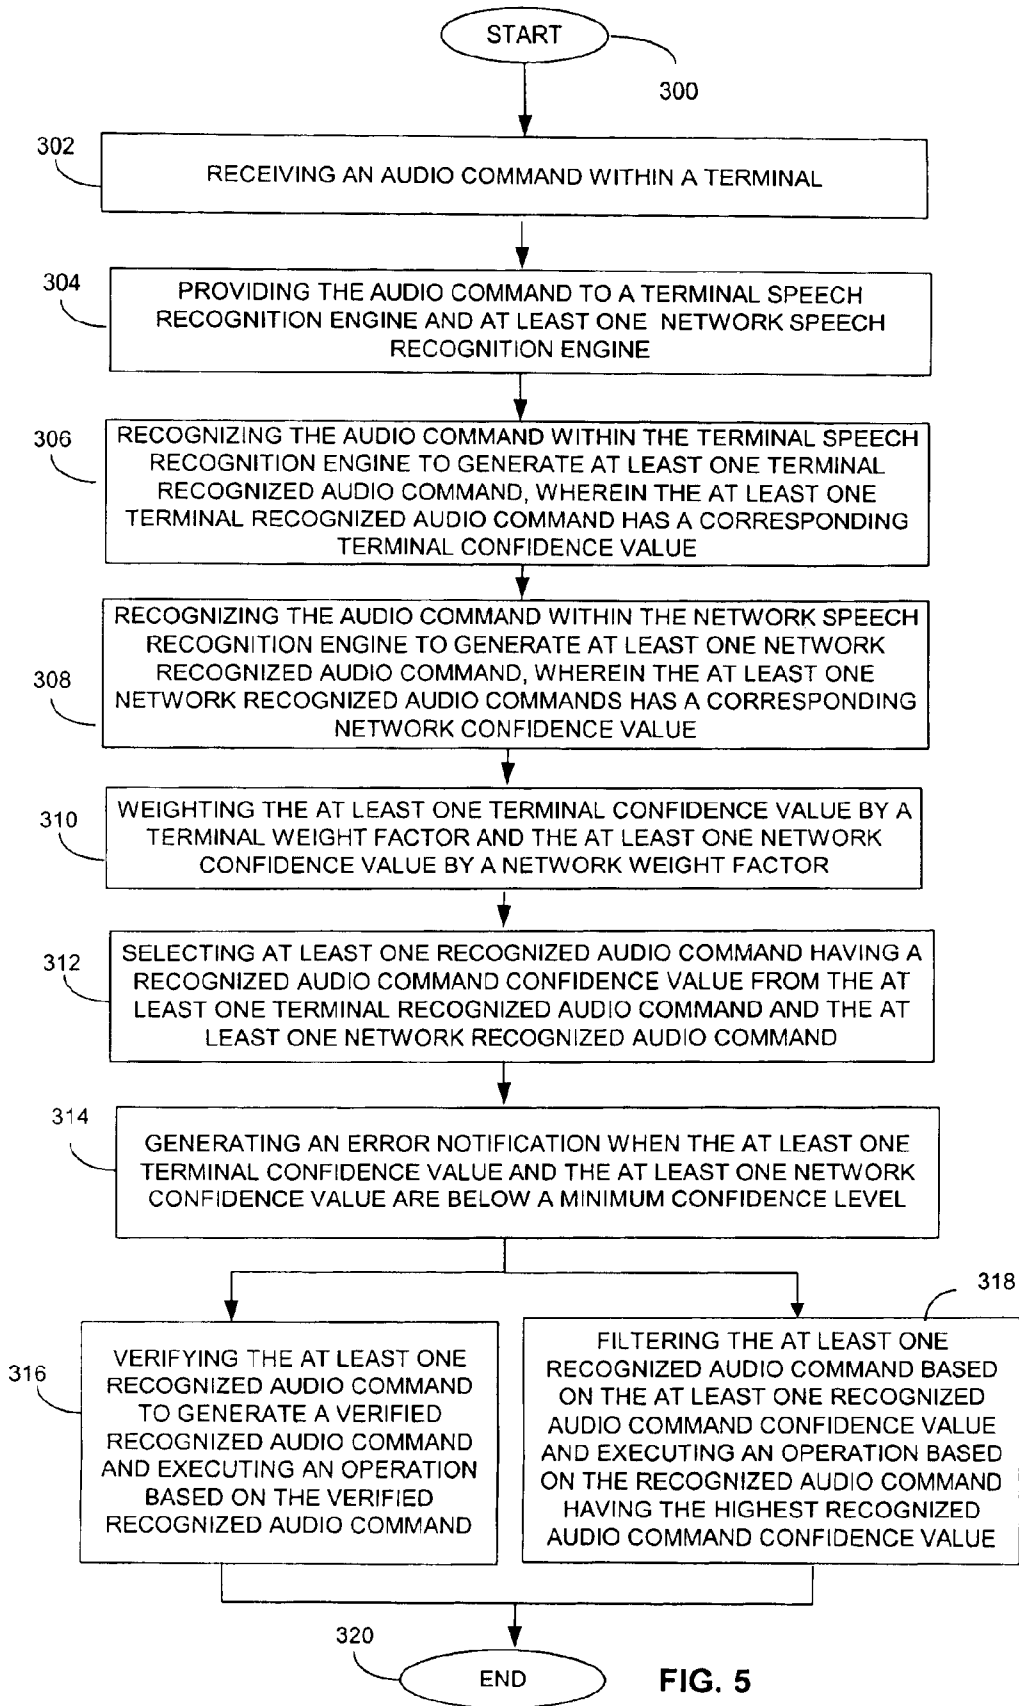 START
300
302
RECEIVING AN AUDIO COMMAND WITHIN A TERMINAL
304
PROVIDING THE AUDIO COMMAND TO A TERMINAL SPEECH
RECOGNITION ENGINE AND AT LEAST ONE NETWORK SPEECH
RECOGNITION ENGINE
306
RECOGNIZING THE AUDIO COMMAND WITHIN THE TERMINAL SPEECH
RECOGNITION ENGINE TO GENERATE AT LEAST ONE TERMINAL
RECOGNIZED AUDIO COMMAND, WHEREIN THE AT LEAST ONE
TERMINAL RECOGNIZED AUDIO COMMAND HAS A CORRESPONDING
TERMINAL CONFIDENCE VALUE
308
RECOGNIZING THE AUDIO COMMAND WITHIN THE NETWORK SPEECH
RECOGNITION ENGINE TO GENERATE AT LEAST ONE NETWORK
RECOGNIZED AUDIO COMMAND, WHEREIN THE AT LEAST ONE
NETWORK RECOGNIZED AUDIO COMMANDS HAS A CORRESPONDING
NETWORK CONFIDENCE VALUE
310
WEIGHTING THE AT LEAST ONE TERMINAL CONFIDENCE VALUE BY A
TERMINAL WEIGHT FACTOR AND THE AT LEAST ONE NETWORK
CONFIDENCE VALUE BY A NETWORK WEIGHT FACTOR
312
SELECTING AT LEAST ONE RECOGNIZED AUDIO COMMAND HAVING A
RECOGNIZED AUDIO COMMAND CONFIDENCE VALUE FROM THE AT
LEAST ONE TERMINAL RECOGNIZED AUDIO COMMAND AND THE AT
LEAST ONE NETWORK RECOGNIZED AUDIO COMMAND
314
GENERATING AN ERROR NOTIFICATION WHEN THE AT LEAST ONE
TERMINAL CONFIDENCE VALUE AND THE AT LEAST ONE NETWORK
CONFIDENCE VALUE ARE BELOW A MINIMUM CONFIDENCE LEVEL
316
VERIFYING THE AT LEAST ONE
RECOGNIZED AUDIO COMMAND
TO GENERATE A VERIFIED
RECOGNIZED AUDIO COMMAND
AND EXECUTING AN OPERATION
BASED ON THE VERIFIED
RECOGNIZED AUDIO COMMAND
318
FILTERING THE AT LEAST ONE
RECOGNIZED AUDIO COMMAND BASED
ON THE AT LEAST ONE RECOGNIZED
AUDIO COMMAND CONFIDENCE VALUE
AND EXECUTING AN OPERATION BASED
ON THE RECOGNIZED AUDIO COMMAND
HAVING THE HIGHEST RECOGNIZED
AUDIO COMMAND CONFIDENCE VALUE
320
END
FIG. 5